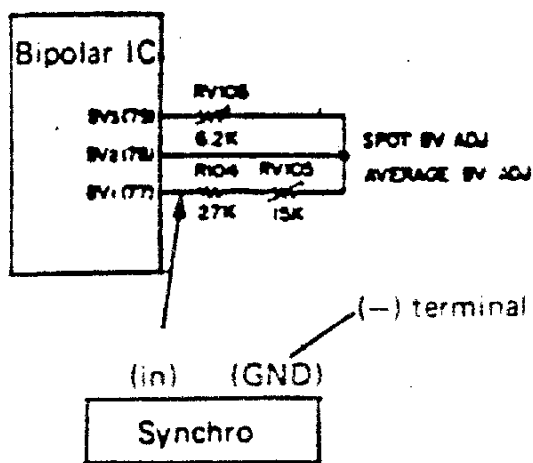 Bipolar IC
RV106
BV3 (79)
6.2K
SPOT BV ADJ
BV2 (78)
R104 RV105
AVERAGE BV ADJ
BV1 (77)
27K 15K
(−) terminal
(in) (GND)
Synchro